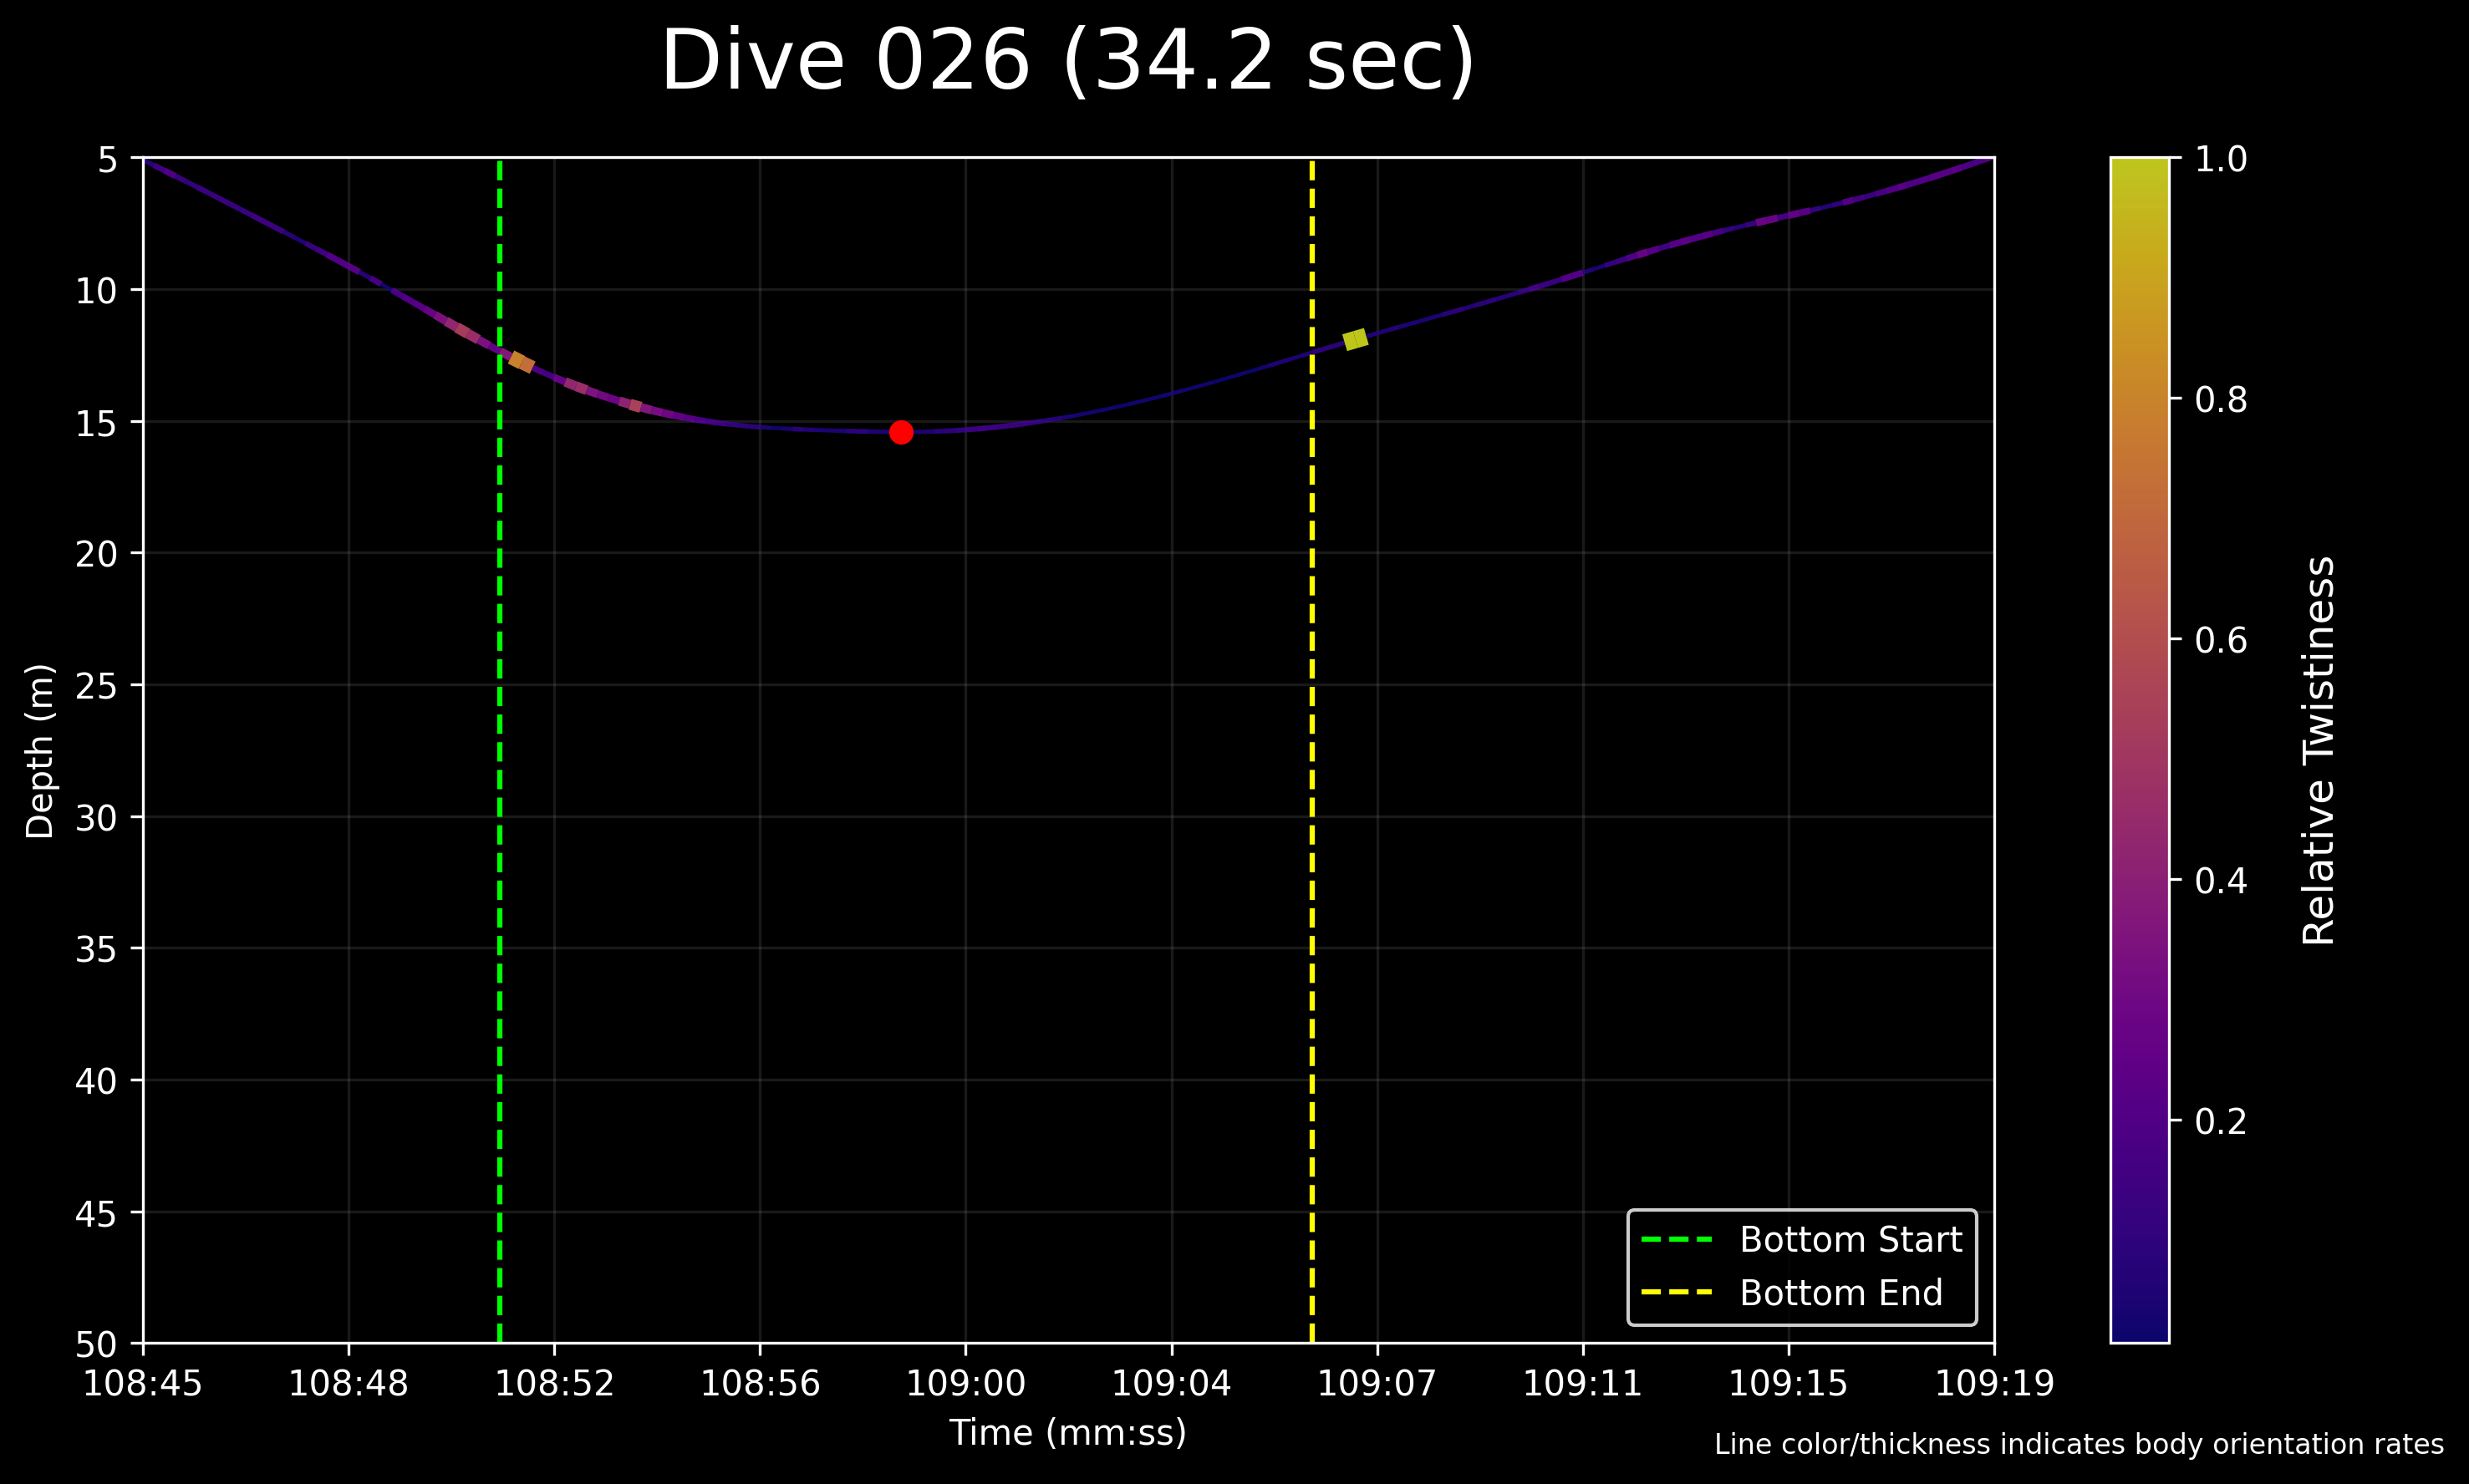 Dive 026 (34.2 sec)
5
10
15
20
25
30
35
40
45
50
Depth (m)
108:45 108:48 108:52 108:56 109:00 109:04 109:07 109:11 109:15 109:19
Time (mm:ss)
Bottom Start
Bottom End
1.0
0.8
0.6
0.4
0.2
Relative Twistiness
Line color/thickness indicates body orientation rates